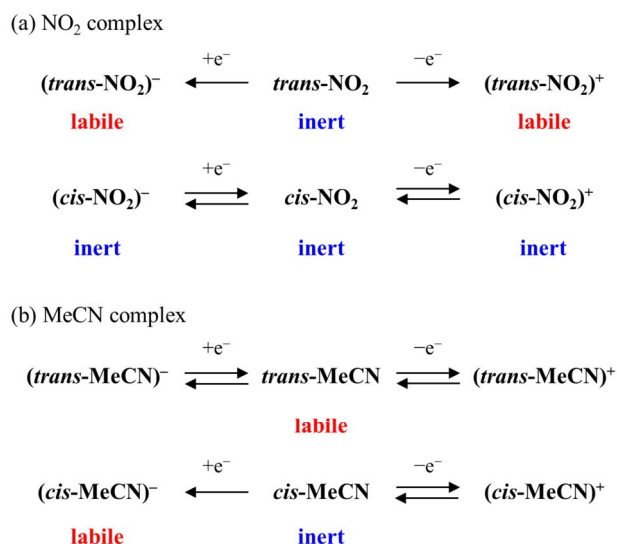 (a) NO₂ complex
+e⁻ −e⁻
(trans-NO₂)⁻ trans-NO₂ (trans-NO₂)⁺
labile inert labile
+e⁻ −e⁻
(cis-NO₂)⁻ cis-NO₂ (cis-NO₂)⁺
inert inert inert
(b) MeCN complex
+e⁻ −e⁻
(trans-MeCN)⁻ trans-MeCN (trans-MeCN)⁺
labile
+e⁻ −e⁻
(cis-MeCN)⁻ cis-MeCN (cis-MeCN)⁺
labile inert